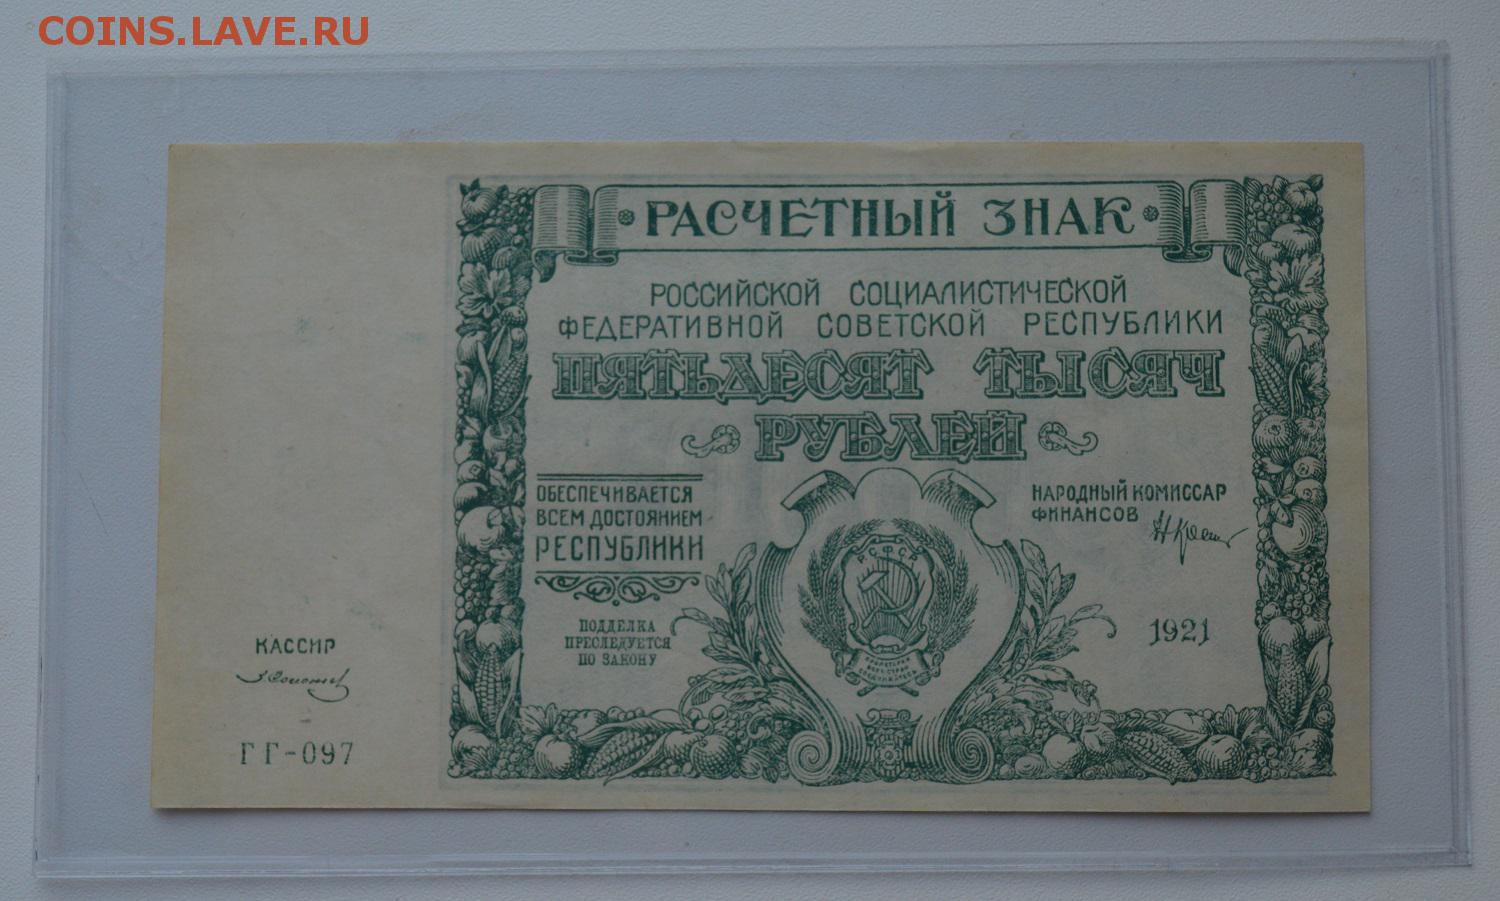 COINS.LAVE.RU
РАСЧЕТНЫЙ ЗНАК
РОССИЙСКОЙ СОЦИАЛИСТИЧЕСКОЙ
ФЕДЕРАТИВНОЙ СОВЕТСКОЙ РЕСПУБЛИКИ
ПЯТЬДЕСЯТ ТЫСЯЧ
РУБЛЕЙ
ОБЕСПЕЧИВАЕТСЯ
ВСЕМ ДОСТОЯНИЕМ
РЕСПУБЛИКИ
ПОДДЕЛКА
ПРЕСЛЕДУЕТСЯ
ПО ЗАКОНУ
РСФСР
НАРОДНЫЙ КОМИССАР
ФИНАНСОВ
1921
КАССИР
ГГ-097